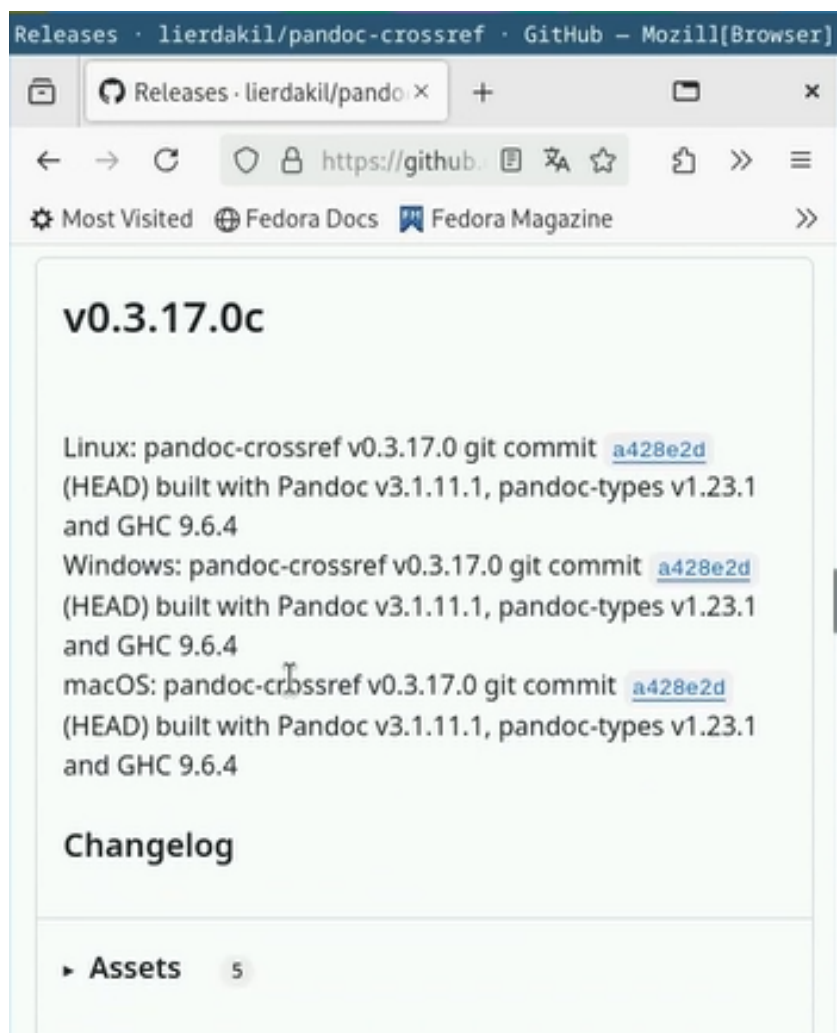 Releases · lierdakil/pandoc-crossref · GitHub — Mozill[Browser]
Releases · lierdakil/pando
https://github.
Most Visited Fedora Docs Fedora Magazine
v0.3.17.0c
Linux: pandoc-crossref v0.3.17.0 git commit a428e2d
(HEAD) built with Pandoc v3.1.11.1, pandoc-types v1.23.1
and GHC 9.6.4
Windows: pandoc-crossref v0.3.17.0 git commit a428e2d
(HEAD) built with Pandoc v3.1.11.1, pandoc-types v1.23.1
and GHC 9.6.4
macOS: pandoc-crossref v0.3.17.0 git commit a428e2d
(HEAD) built with Pandoc v3.1.11.1, pandoc-types v1.23.1
and GHC 9.6.4
Changelog
Assets 5